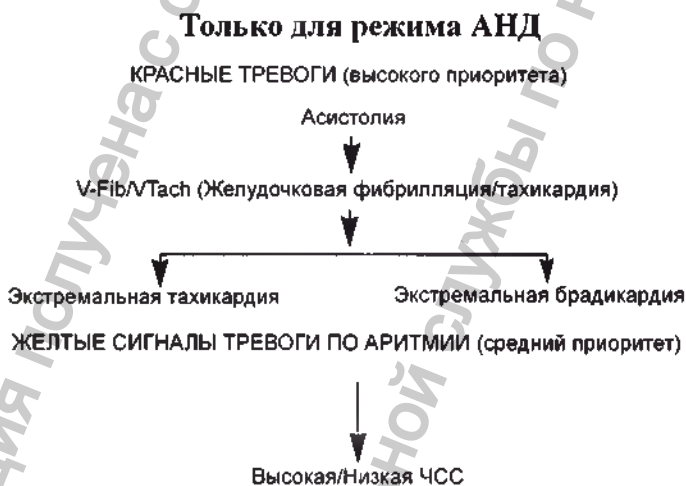 Только для режима АНД
КРАСНЫЕ ТРЕВОГИ (высокого приоритета)
Асистолия
V-Fib/VTach (Желудочковая фибрилляция/тахикардия)
Экстремальная тахикардия Экстремальная брадикардия
ЖЕЛТЫЕ СИГНАЛЫ ТРЕВОГИ ПО АРИТМИИ (средний приоритет)
Высокая/Низкая ЧСС